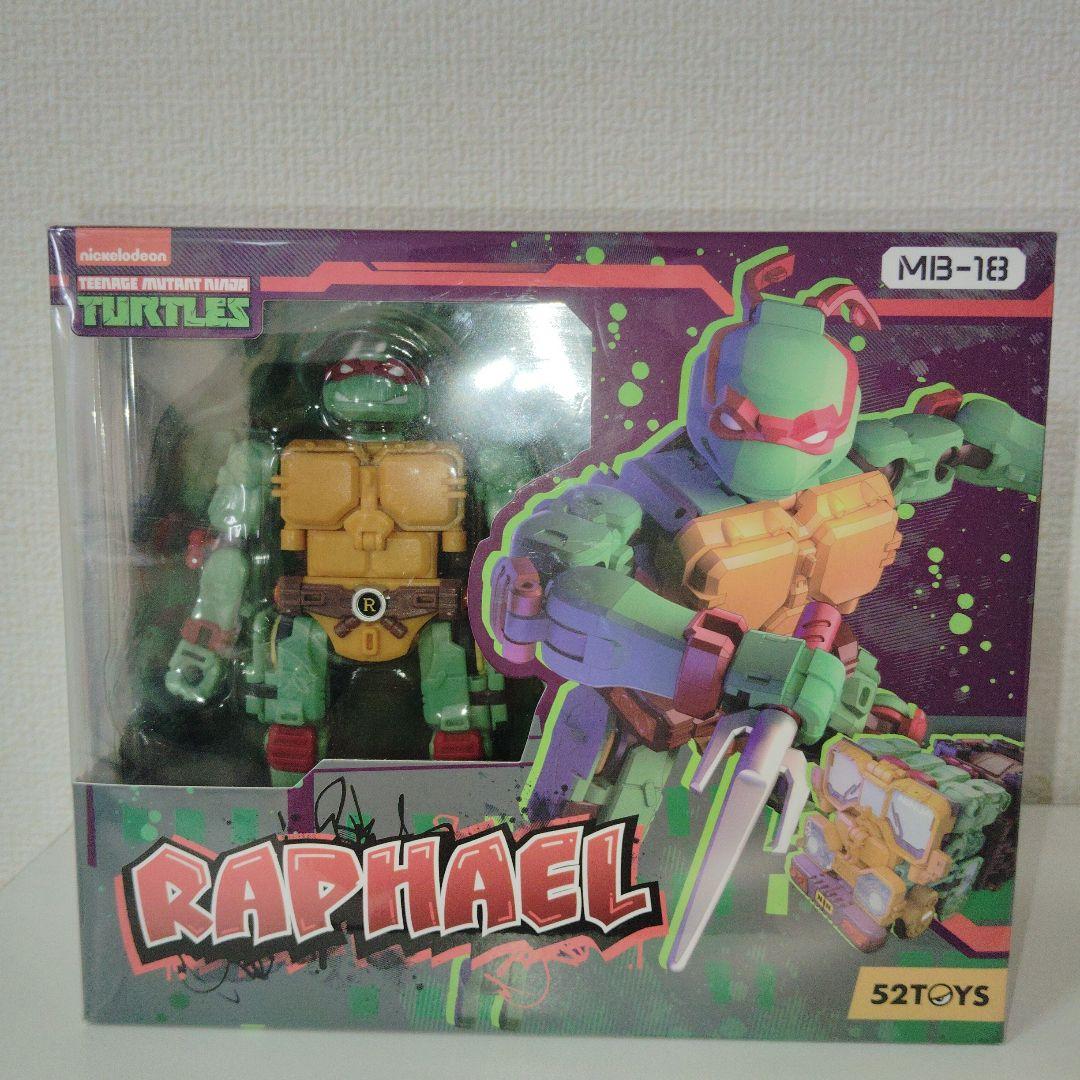 nickelodeon
TEENAGE MUTANT NINJA
TURTLES
MB-18
R
RAPHAEL
52TOYS